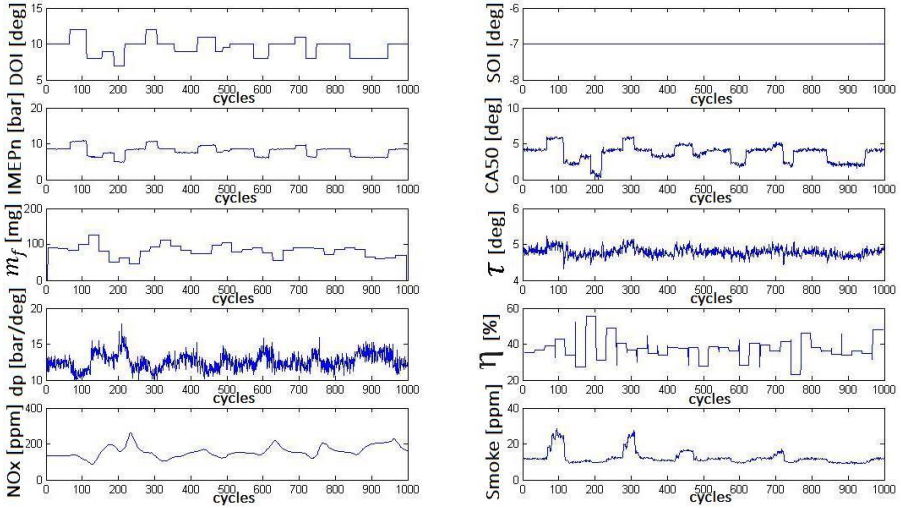 DOI [deg]
15
10
5
0 100 200 300 400 500 600 700 800 900 1000
cycles
SOI [deg]
-6
-7
-8
0 100 200 300 400 500 600 700 800 900 1000
cycles
IMEPn [bar]
20
10
0
0 100 200 300 400 500 600 700 800 900 1000
cycles
CA50 [deg]
10
5
0
0 100 200 300 400 500 600 700 800 900 1000
cycles
m_f [mg]
200
100
0
0 100 200 300 400 500 600 700 800 900 1000
cycles
τ [deg]
6
5
4
0 100 200 300 400 500 600 700 800 900 1000
cycles
dp [bar/deg]
20
15
10
0 100 200 300 400 500 600 700 800 900 1000
cycles
η [%]
60
40
20
0 100 200 300 400 500 600 700 800 900 1000
cycles
NOx [ppm]
400
200
0
0 100 200 300 400 500 600 700 800 900 1000
cycles
Smoke [ppm]
40
20
0
0 100 200 300 400 500 600 700 800 900 1000
cycles